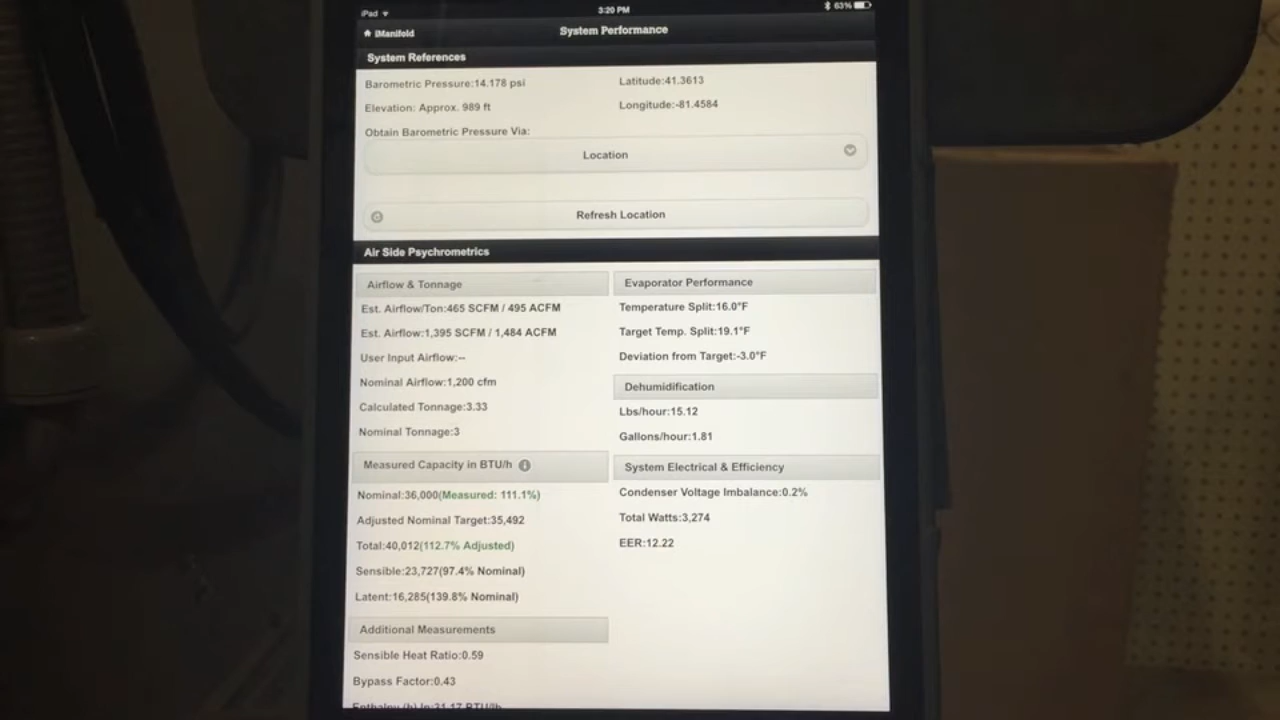 iPad
3:20 PM
63%
iManifold
System Performance
System References
Barometric Pressure:14.178 psi
Latitude:41.3613
Elevation: Approx. 989 ft
Longitude:-81.4584
Obtain Barometric Pressure Via:
Location
Refresh Location
Air Side Psychrometrics
Airflow & Tonnage
Est. Airflow/Ton:465 SCFM / 495 ACFM
Est. Airflow:1,395 SCFM / 1,484 ACFM
User Input Airflow:--
Nominal Airflow:1,200 cfm
Calculated Tonnage:3.33
Nominal Tonnage:3
Measured Capacity in BTU/h
Nominal:36,000(Measured: 111.1%)
Adjusted Nominal Target:35,492
Total:40,012(112.7% Adjusted)
Sensible:23,727(97.4% Nominal)
Latent:16,285(139.8% Nominal)
Additional Measurements
Sensible Heat Ratio:0.59
Bypass Factor:0.43
Enthalpy (h) In:31.17 BTU/lb
Evaporator Performance
Temperature Split:16.0°F
Target Temp. Split:19.1°F
Deviation from Target:-3.0°F
Dehumidification
Lbs/hour:15.12
Gallons/hour:1.81
System Electrical & Efficiency
Condenser Voltage Imbalance:0.2%
Total Watts:3,274
EER:12.22